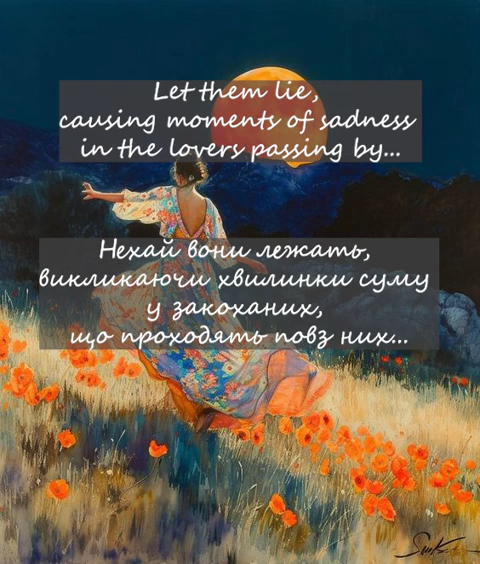 Let them lie,
causing moments of sadness
in the lovers passing by...
Нехай вони лежать,
викликаючи хвилинки суму
у закоханих,
що проходять повз них...